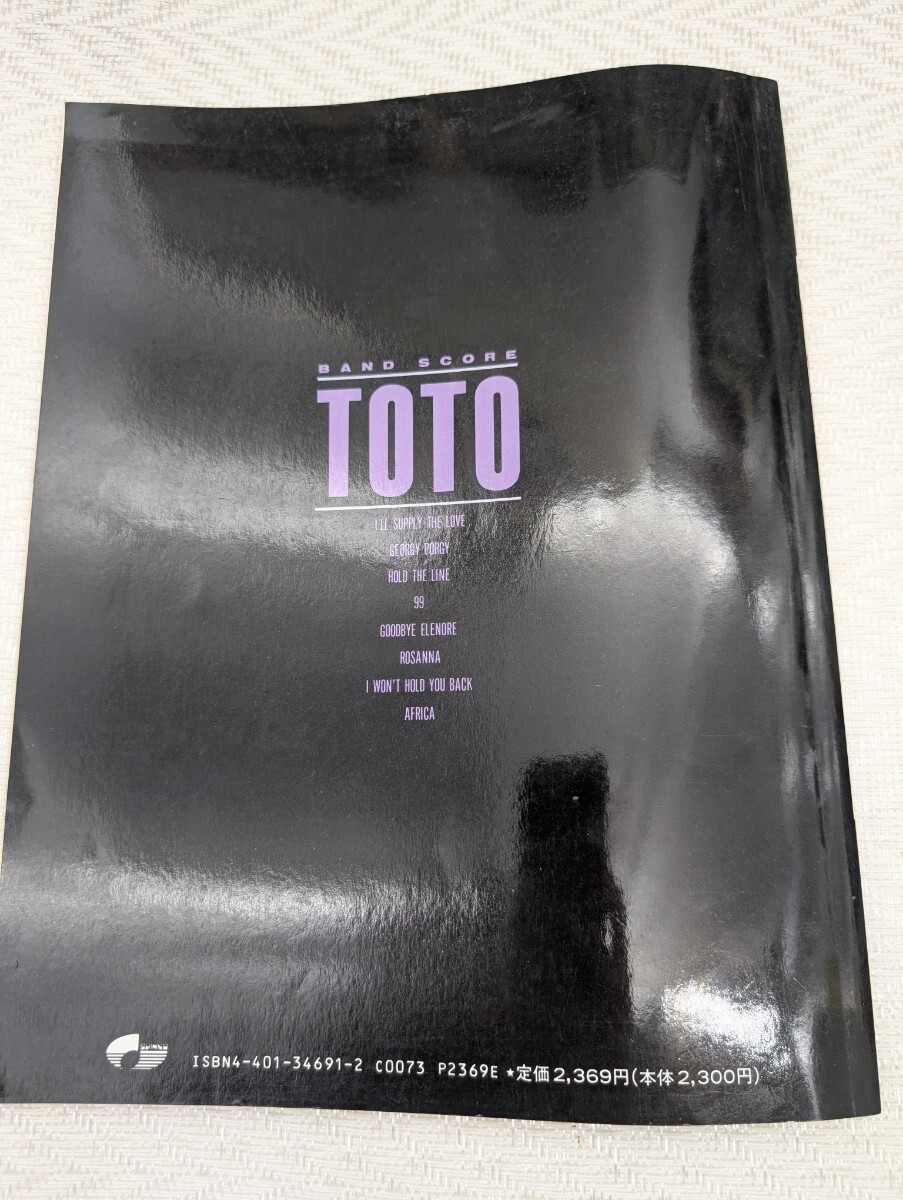 BAND SCORE
TOTO
I'LL SUPPLY THE LOVE
GEORGY PORGY
HOLD THE LINE
99
GOODBYE ELENORE
ROSANNA
I WON'T HOLD YOU BACK
AFRICA
ISBN4-401-34691-2 C0073 P2369E ★定価2,369円(本体2,300円)